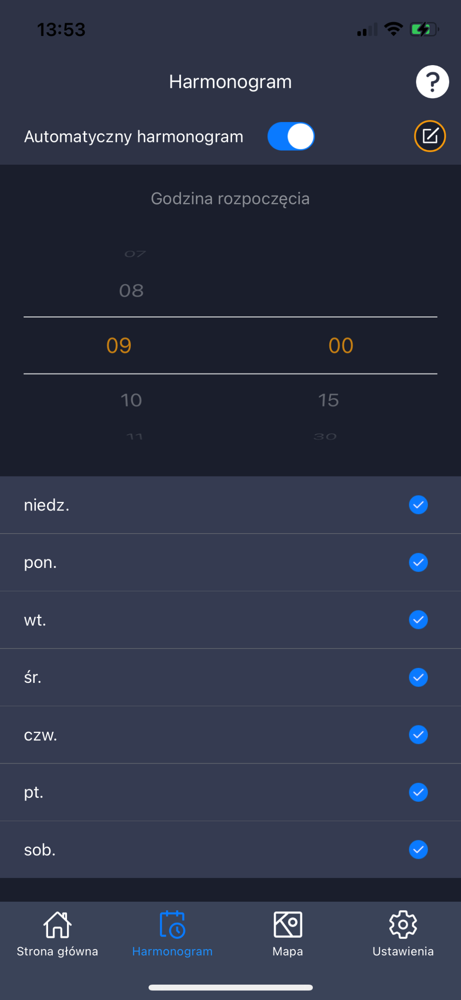 13:53
Harmonogram
Automatyczny harmonogram
Godzina rozpoczęcia
07
08
09 00
10 15
11 30
niedz.
pon.
wt.
śr.
czw.
pt.
sob.
Strona główna Harmonogram Mapa Ustawienia